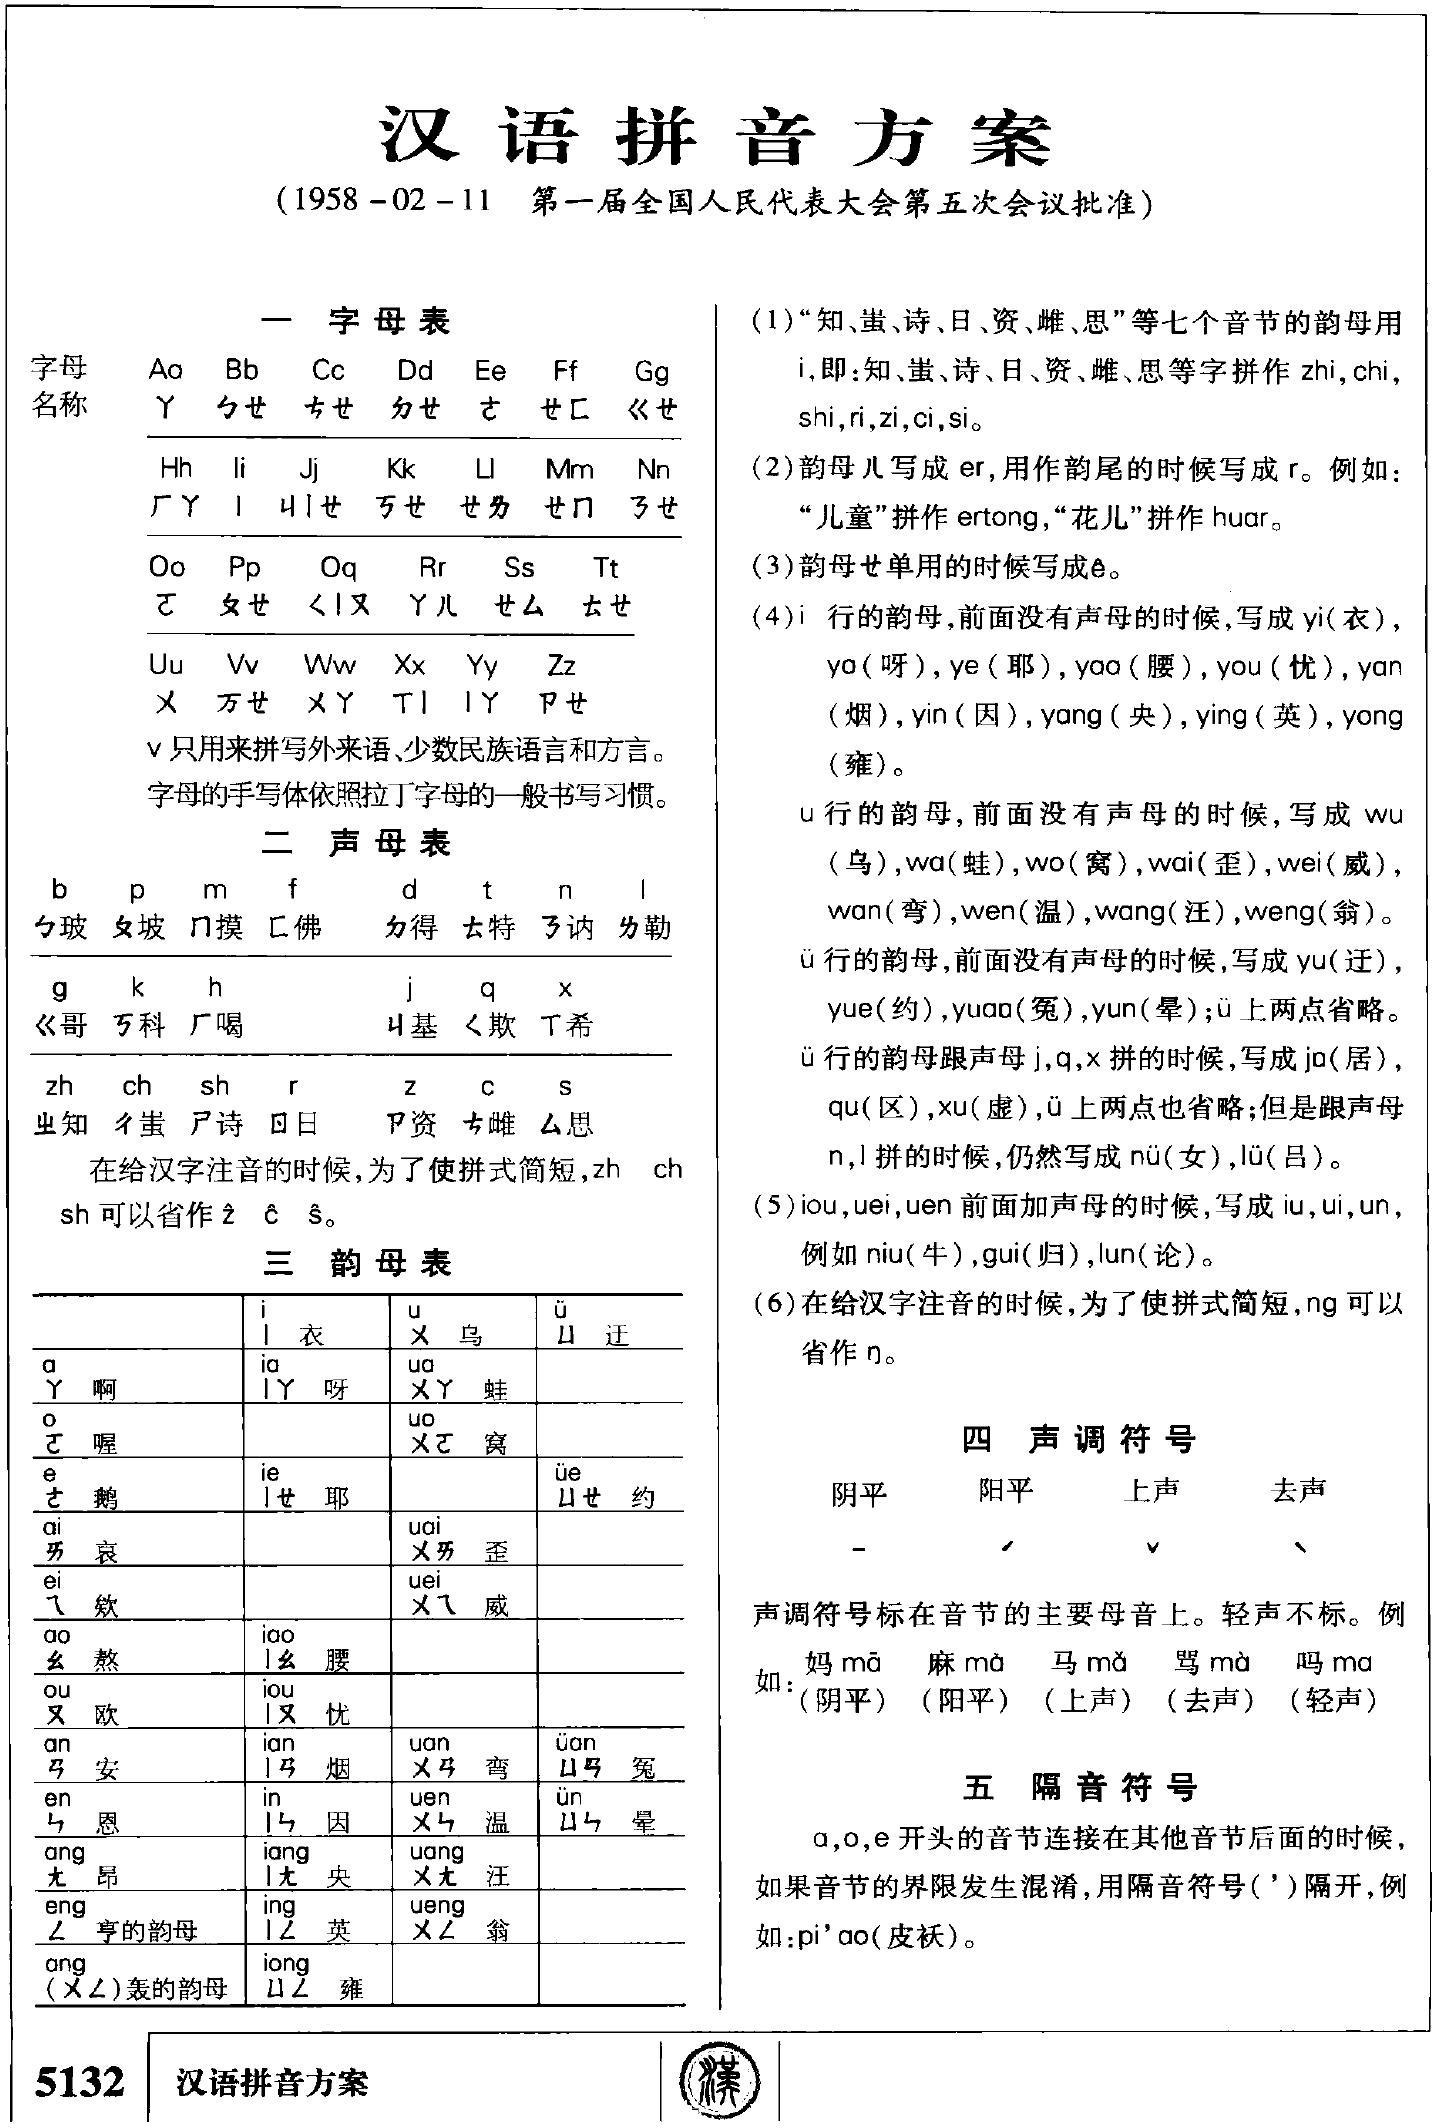 汉语拼音方案
(1958-02-11 第一届全国人民代表大会第五次会议批准)
一 字母表
字母 Aa Bb Cc Dd Ee Ff Gg
名称 ㄚ ㄅㄝ ㄘㄝ ㄉㄝ ㄜ ㄝㄈ ㄍㄝ
Hh Ii Jj Kk Ll Mm Nn
ㄏㄚ ㄧ ㄐㄧㄝ ㄎㄝ ㄝㄌ ㄝㄇ ㄋㄝ
Oo Pp Oq Rr Ss Tt
ㄛ ㄆㄝ ㄑㄧㄡ ㄚㄦ ㄝㄙ ㄊㄝ
Uu Vv Ww Xx Yy Zz
ㄨ ㄪㄝ ㄨㄚ ㄒㄧ ㄧㄚ ㄗㄝ
v 只用来拼写外来语、少数民族语言和方言。
字母的手写体依照拉丁字母的一般书写习惯。
二 声母表
b p m f d t n l
ㄅ玻 ㄆ坡 ㄇ摸 ㄈ佛 ㄉ得 ㄊ特 ㄋ讷 ㄌ勒
g k h j q x
ㄍ哥 ㄎ科 ㄏ喝 ㄐ基 ㄑ欺 ㄒ希
zh ch sh r z c s
ㄓ知 ㄔ蚩 ㄕ诗 ㄖ日 ㄗ资 ㄘ雌 ㄙ思
在给汉字注音的时候,为了使拼式简短,zh ch
sh 可以省作 ẑ ĉ ŝ。
三 韵母表
i u ü
ㄧ 衣 ㄨ 乌 ㄩ 迂
a ia ua
ㄚ 啊 ㄧㄚ 呀 ㄨㄚ 蛙
o uo
ㄛ 喔 ㄨㄛ 窝
e ie üe
ㄜ 鹅 ㄧㄝ 耶 ㄩㄝ 约
ai uai
ㄞ 哀 ㄨㄞ 歪
ei uei
ㄟ 欸 ㄨㄟ 威
ao iao
ㄠ 熬 ㄧㄠ 腰
ou iou
ㄡ 欧 ㄧㄡ 忧
an ian uan üan
ㄢ 安 ㄧㄢ 烟 ㄨㄢ 弯 ㄩㄢ 冤
en in uen ün
ㄣ 恩 ㄧㄣ 因 ㄨㄣ 温 ㄩㄣ 晕
ang iang uang
ㄤ 昂 ㄧㄤ 央 ㄨㄤ 汪
eng ing ueng
ㄥ 亨的韵母 ㄧㄥ 英 ㄨㄥ 翁
ang iong
(ㄨㄥ)轰的韵母 ㄩㄥ 雍
(1)“知、蚩、诗、日、资、雌、思”等七个音节的韵母用
i,即:知、蚩、诗、日、资、雌、思等字拼作 zhi,chi,
shi,ri,zi,ci,si。
(2)韵母ㄦ写成 er,用作韵尾的时候写成 r。例如:
“儿童”拼作 ertong,“花儿”拼作 huar。
(3)韵母ㄝ单用的时候写成ê。
(4)i 行的韵母,前面没有声母的时候,写成 yi(衣),
ya(呀),ye(耶),yao(腰),you(忧),yan
(烟),yin(因),yang(央),ying(英),yong
(雍)。
u 行的韵母,前面没有声母的时候,写成 wu
(乌),wa(蛙),wo(窝),wai(歪),wei(威),
wan(弯),wen(温),wang(汪),weng(翁)。
ü 行的韵母,前面没有声母的时候,写成 yu(迂),
yue(约),yuan(冤),yun(晕);ü 上两点省略。
ü 行的韵母跟声母 j,q,x 拼的时候,写成 ja(居),
qu(区),xu(虚),ü 上两点也省略;但是跟声母
n,l 拼的时候,仍然写成 nü(女),lü(吕)。
(5)iou,uei,uen 前面加声母的时候,写成 iu,ui,un,
例如 niu(牛),gui(归),lun(论)。
(6)在给汉字注音的时候,为了使拼式简短,ng 可以
省作 ŋ。
四 声调符号
阴平 阳平 上声 去声
ˉ ˊ ˇ ˋ
声调符号标在音节的主要母音上。轻声不标。例
如: 妈 mā 麻 mà 马 mǎ 骂 mà 吗 ma
(阴平) (阳平) (上声) (去声) (轻声)
五 隔音符号
a,o,e 开头的音节连接在其他音节后面的时候,
如果音节的界限发生混淆,用隔音符号(’)隔开,例
如:pi’ao(皮袄)。
5132 汉语拼音方案
漢